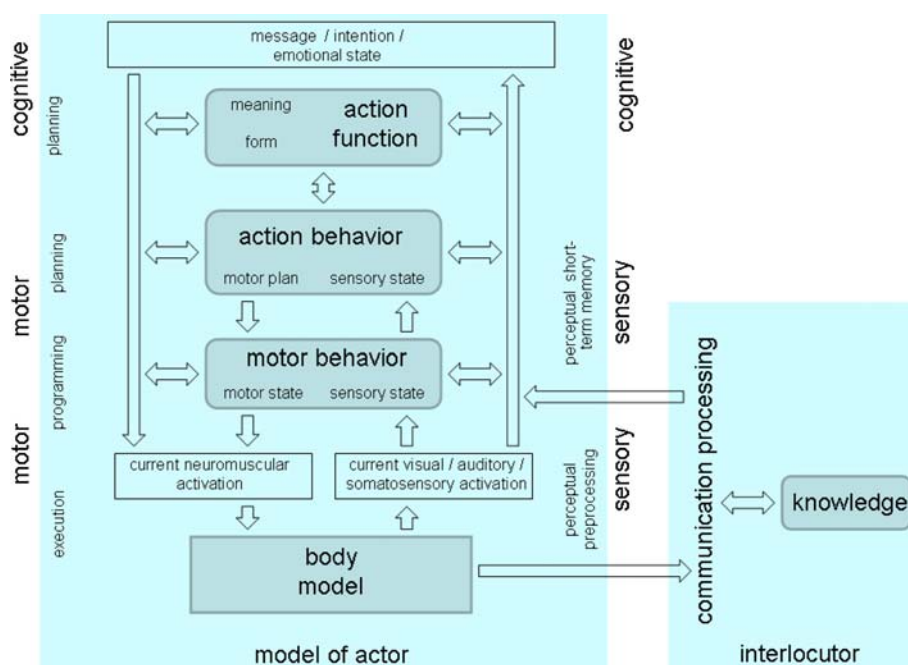 message / intention /
emotional state
cognitive
planning
meaning
form
action
function
cognitive
action behavior
motor plan
sensory state
motor
planning
perceptual short-
term memory
sensory
motor behavior
motor state
sensory state
programming
motor
current neuromuscular
activation
current visual / auditory /
somatosensory activation
execution
perceptual
preprocessing
sensory
body
model
model of actor
communication processing
knowledge
interlocutor